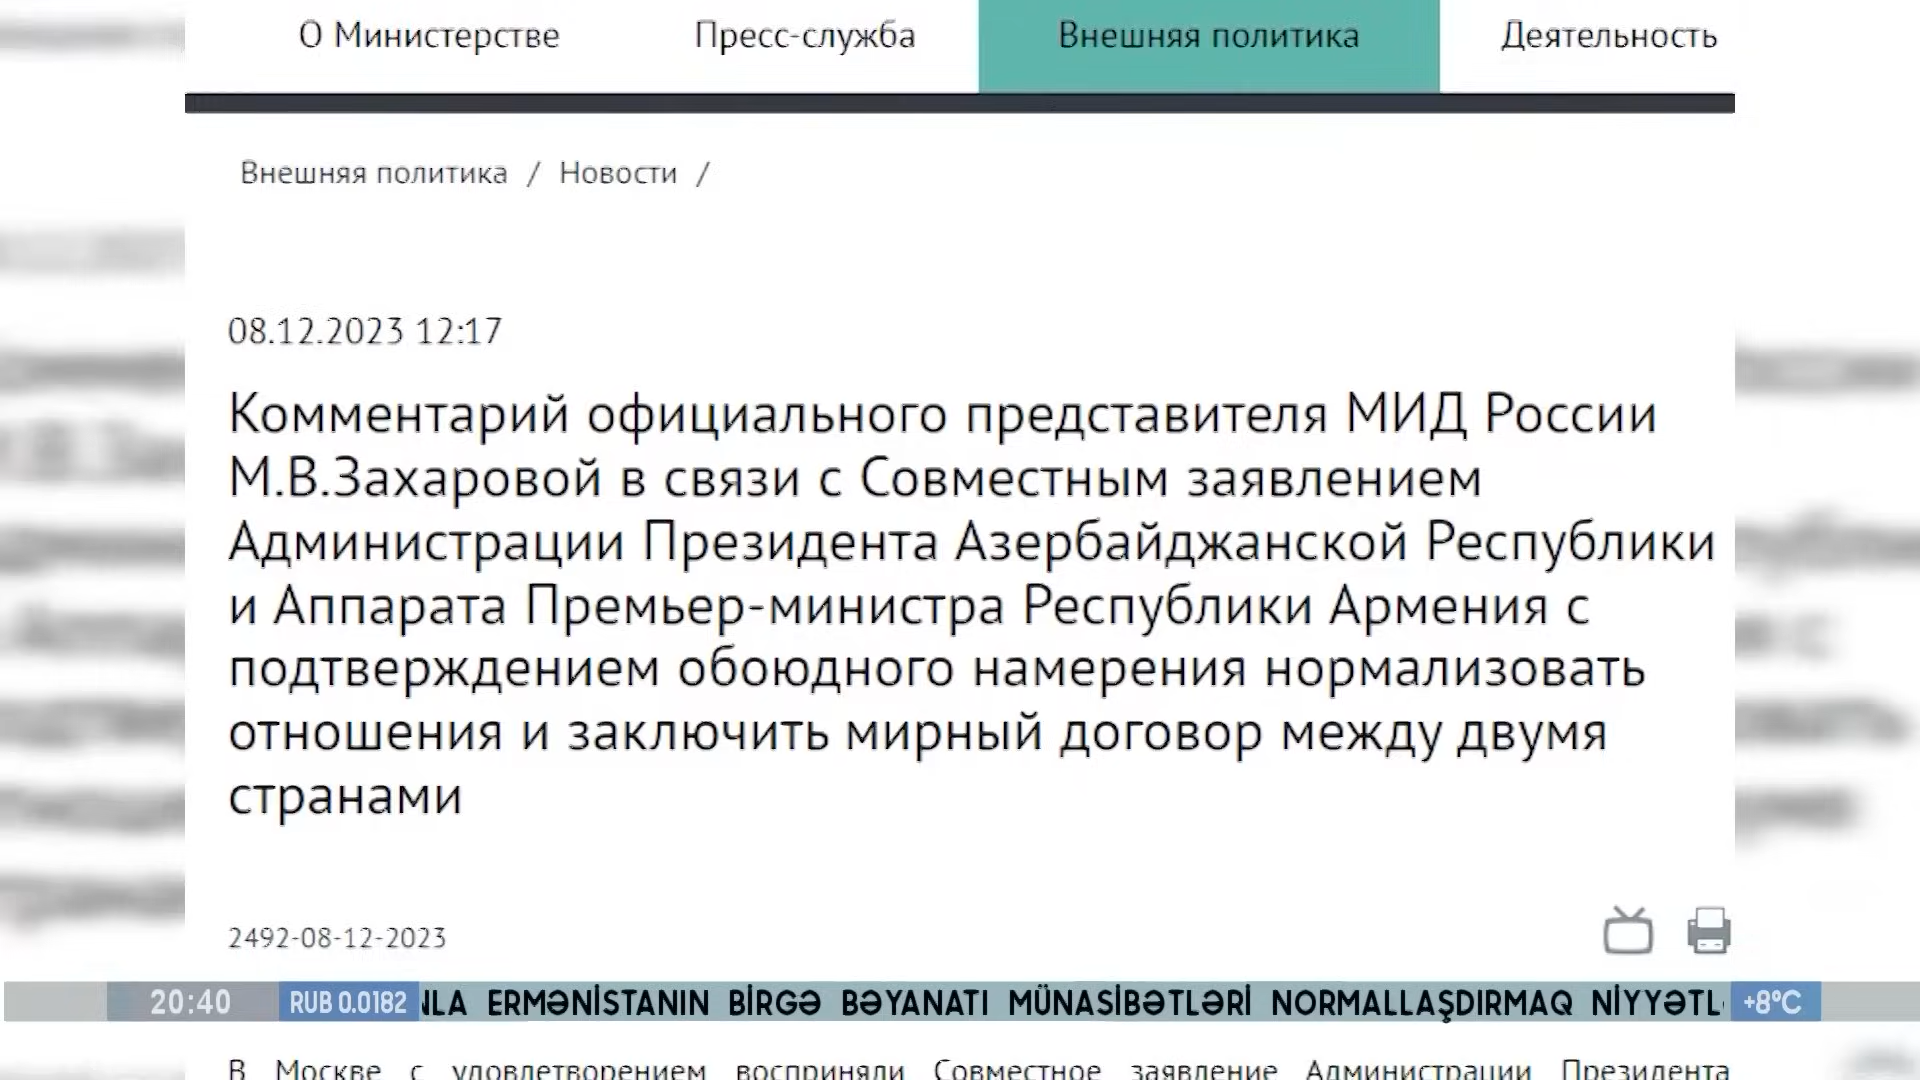 О Министерстве Пресс-служба Внешняя политика Деятельность
Внешняя политика / Новости /
08.12.2023 12:17
Комментарий официального представителя МИД России
М.В.Захаровой в связи с Совместным заявлением
Администрации Президента Азербайджанской Республики
и Аппарата Премьер-министра Республики Армения с
подтверждением обоюдного намерения нормализовать
отношения и заключить мирный договор между двумя
странами
2492-08-12-2023
20:40 RUB 0.0182 NLA ERMƏNİSTANIN BİRGƏ BƏYANATI MÜNASİBƏTLƏRİ NORMALLAŞDIRMAQ NİYYƏTL +8°C
В Москве с удовлетворением восприняли Совместное заявление Администрации Президента